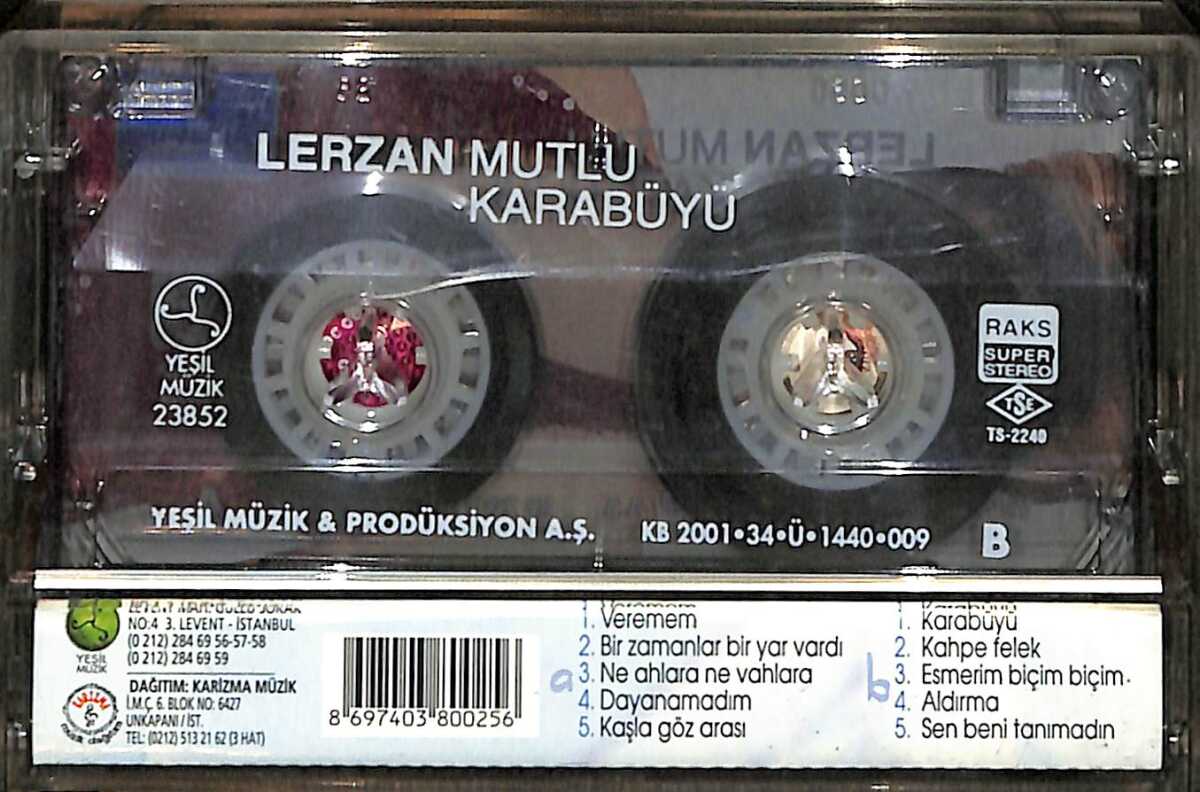 LERZAN MUTLU
KARABÜYÜ
YEŞİL
MÜZİK
23852
RAKS
SUPER
STEREO
TSE
TS-2240
YEŞİL MÜZİK & PRODÜKSİYON A.Ş.
KB 2001•34•Ü•1440•009
B
NO:4 3. LEVENT - İSTANBUL
(0 212) 284 69 56-57-58
(0 212) 284 69 59
YEŞİL
MÜZİK
DAĞITIM: KARİZMA MÜZİK
İ.M.Ç. 6. BLOK NO: 6427
UNKAPANI / İST.
TEL: (0212) 513 21 62 (3 HAT)
8 697403 800256
a
1. Veremem
2. Bir zamanlar bir yar vardı
3. Ne ahlara ne vahlara
4. Dayanamadım
5. Kaşla göz arası
b
1. Karabüyü
2. Kahpe felek
3. Esmerim biçim biçim
4. Aldırma
5. Sen beni tanımadın